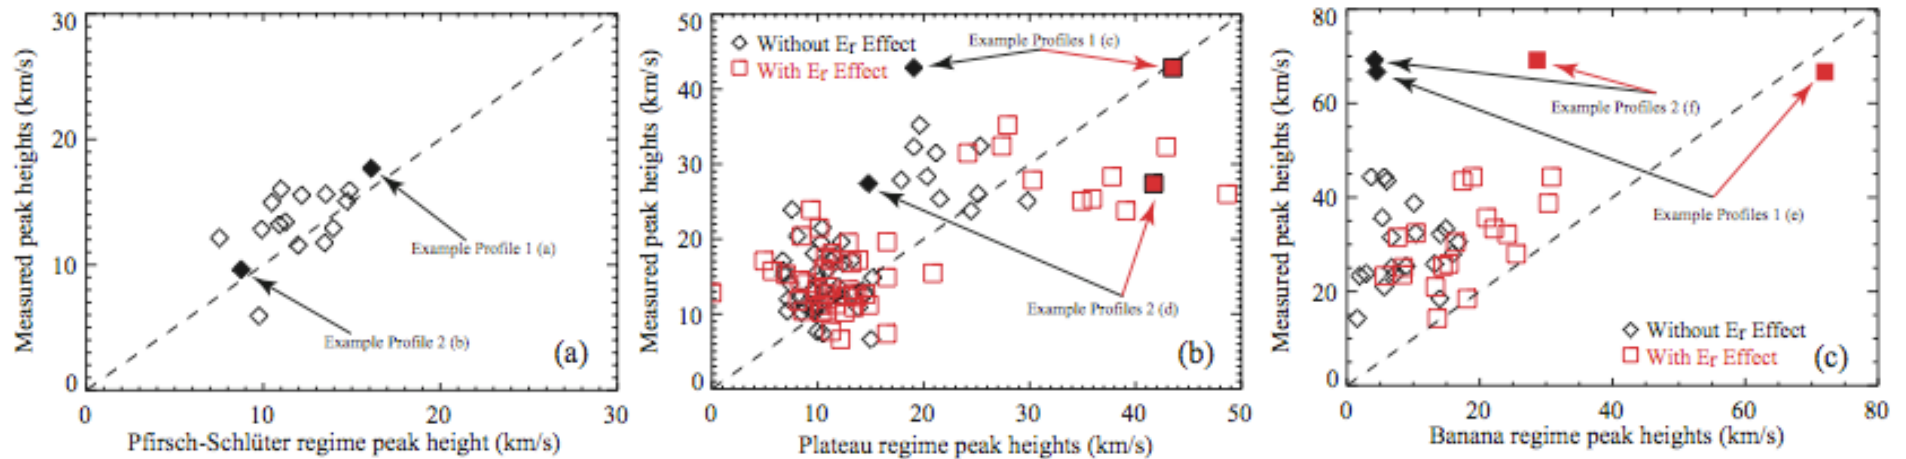 Measured peak heights (km/s)
30
20
10
0
0
10
20
30
Pfirsch-Schlüter regime peak height (km/s)
Example Profile 1 (a)
Example Profile 2 (b)
(a)
Measured peak heights (km/s)
50
40
30
20
10
0
0
10
20
30
40
50
Plateau regime peak heights (km/s)
Without Er Effect
With Er Effect
Example Profiles 1 (c)
Example Profiles 2 (d)
(b)
Measured peak heights (km/s)
80
60
40
20
0
0
20
40
60
80
Banana regime peak heights (km/s)
Example Profiles 2 (f)
Example Profiles 1 (e)
Without Er Effect
With Er Effect
(c)